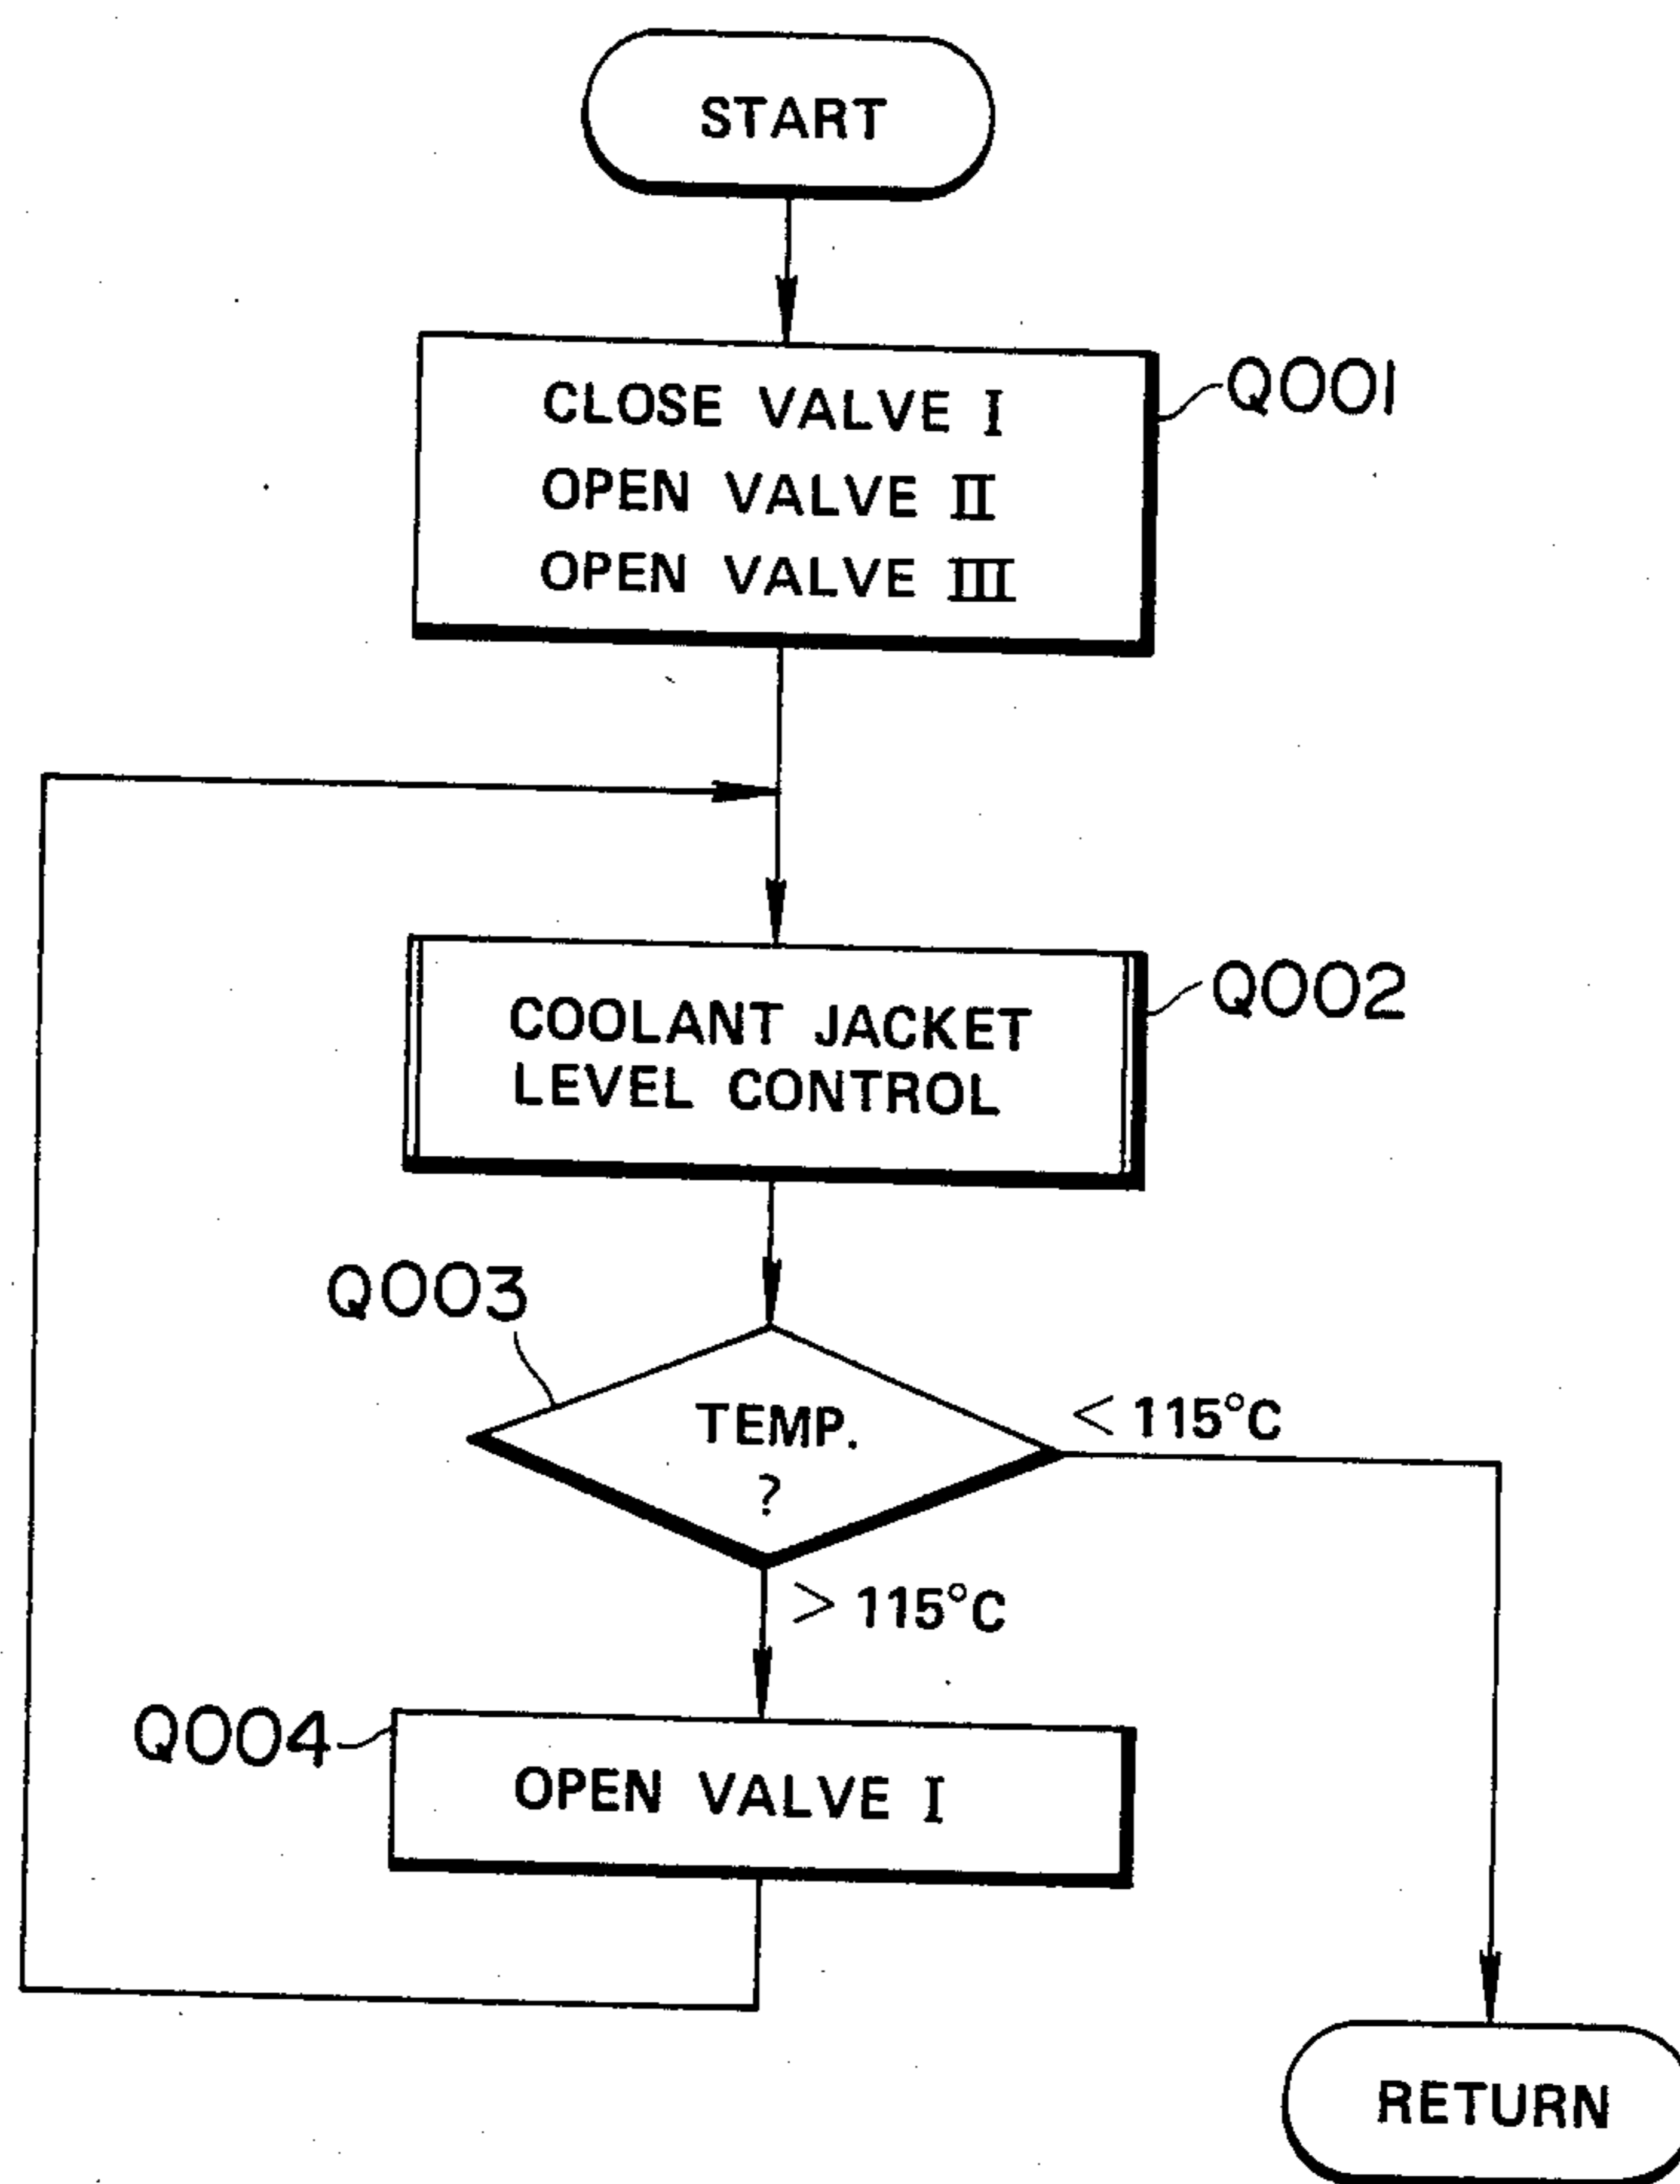 START
CLOSE VALVE I
OPEN VALVE II
OPEN VALVE III
Q001
COOLANT JACKET
LEVEL CONTROL
Q002
Q003
TEMP.
?
< 115°C
> 115°C
Q004
OPEN VALVE I
RETURN